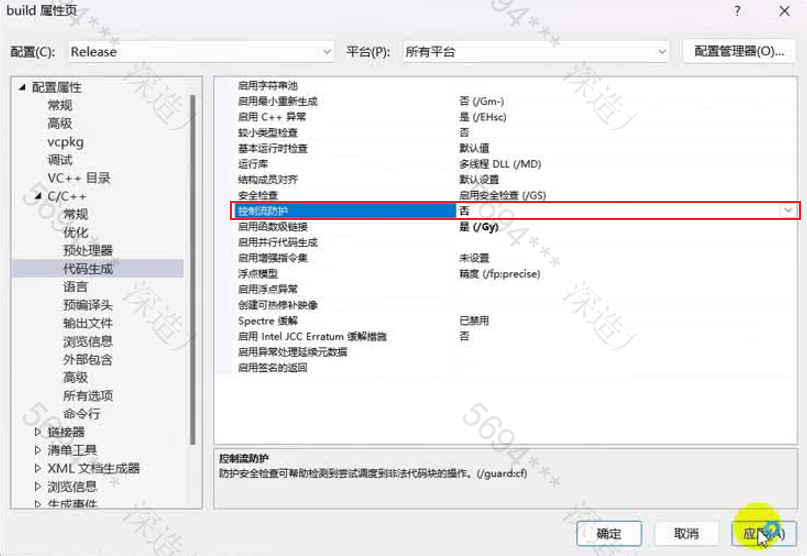 build 属性页
配置(C): Release 平台(P): 所有平台 配置管理器(O)...
配置属性
常规
高级
vcpkg
调试
VC++ 目录
C/C++
常规
优化
预处理器
代码生成
语言
预编译头
输出文件
浏览信息
外部包含
高级
所有选项
命令行
链接器
清单工具
XML 文档生成器
浏览信息
生成事件
启用字符串池
启用最小重新生成 否 (/Gm-)
启用 C++ 异常 是 (/EHsc)
较小类型检查 否
基本运行时检查 默认值
运行库 多线程 DLL (/MD)
结构成员对齐 默认设置
安全检查 启用安全检查 (/GS)
控制流防护 否
启用函数级链接 是 (/Gy)
启用并行代码生成
启用增强指令集 未设置
浮点模型 精度 (/fp:precise)
启用浮点异常
创建可热修补映像
Spectre 缓解 已禁用
启用 Intel JCC Erratum 缓解措施 否
启用异常处理延续元数据
启用签名的返回
控制流防护
防护安全检查可帮助检测到尝试调度到非法代码块的操作。(/guard:cf)
确定 取消
5694***
深造
5694***
深造
5694***
深造
5694***
深造
5694***
深造
5694***
深造